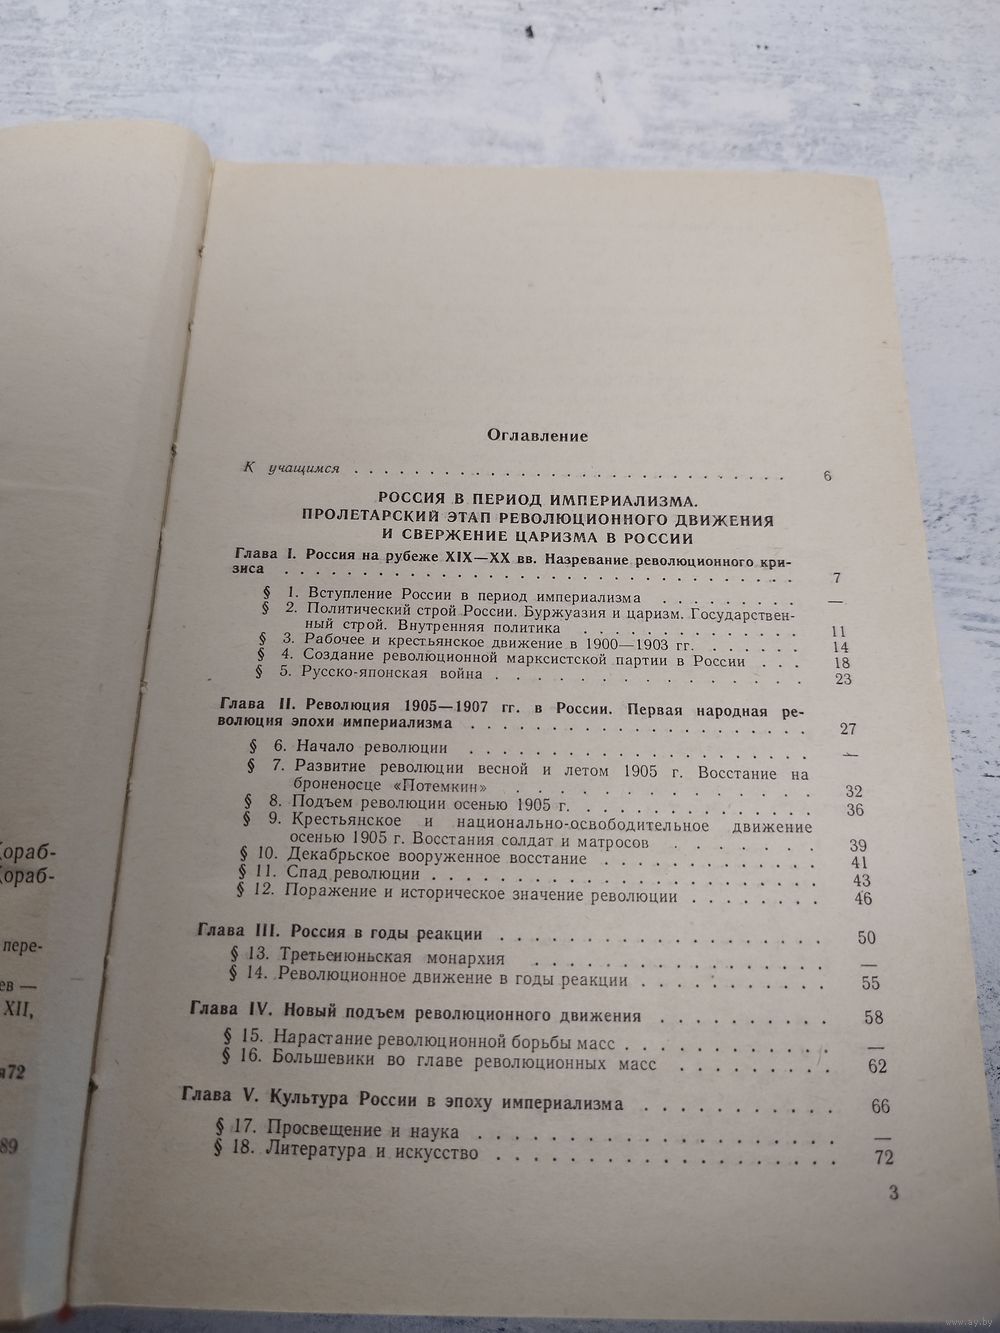 Кораб-
Кораб-
пере-
ев —
XII,
я72
89
Оглавление
К учащимся . . . . . . . . . . . . . . . . . . . . . . . . . . . . 6
РОССИЯ В ПЕРИОД ИМПЕРИАЛИЗМА.
ПРОЛЕТАРСКИЙ ЭТАП РЕВОЛЮЦИОННОГО ДВИЖЕНИЯ
И СВЕРЖЕНИЕ ЦАРИЗМА В РОССИИ
Глава I. Россия на рубеже XIX—XX вв. Назревание революционного кри-
зиса . . . . . . . . . . . . . . . . . . . . . . . . . . . . . . . . 7
§ 1. Вступление России в период империализма . . . . . . . . . —
§ 2. Политический строй России. Буржуазия и царизм. Государствен-
ный строй. Внутренняя политика . . . . . . . . . . . . . . 11
§ 3. Рабочее и крестьянское движение в 1900—1903 гг. . . . . . . 14
§ 4. Создание революционной марксистской партии в России . . . 18
§ 5. Русско-японская война . . . . . . . . . . . . . . . . . 23
Глава II. Революция 1905—1907 гг. в России. Первая народная ре-
волюция эпохи империализма . . . . . . . . . . . . . . . . . . 27
§ 6. Начало революции . . . . . . . . . . . . . . . . . . . —
§ 7. Развитие революции весной и летом 1905 г. Восстание на
броненосце «Потемкин» . . . . . . . . . . . . . . . . 32
§ 8. Подъем революции осенью 1905 г. . . . . . . . . . . . . 36
§ 9. Крестьянское и национально-освободительное движение
осенью 1905 г. Восстания солдат и матросов . . . . . . . 39
§ 10. Декабрьское вооруженное восстание . . . . . . . . . . . . 41
§ 11. Спад революции . . . . . . . . . . . . . . . . . . . . . 43
§ 12. Поражение и историческое значение революции . . . . . . . 46
Глава III. Россия в годы реакции . . . . . . . . . . . . . . . . . 50
§ 13. Третьеиюньская монархия . . . . . . . . . . . . . . . —
§ 14. Революционное движение в годы реакции . . . . . . . . . . 55
Глава IV. Новый подъем революционного движения . . . . . . . . . 58
§ 15. Нарастание революционной борьбы масс . . . . . . . . . . —
§ 16. Большевики во главе революционных масс . . . . . . . . 62
Глава V. Культура России в эпоху империализма . . . . . . . . . . 66
§ 17. Просвещение и наука . . . . . . . . . . . . . . . . . . —
§ 18. Литература и искусство . . . . . . . . . . . . . . . . . 72
3
www.ay.by